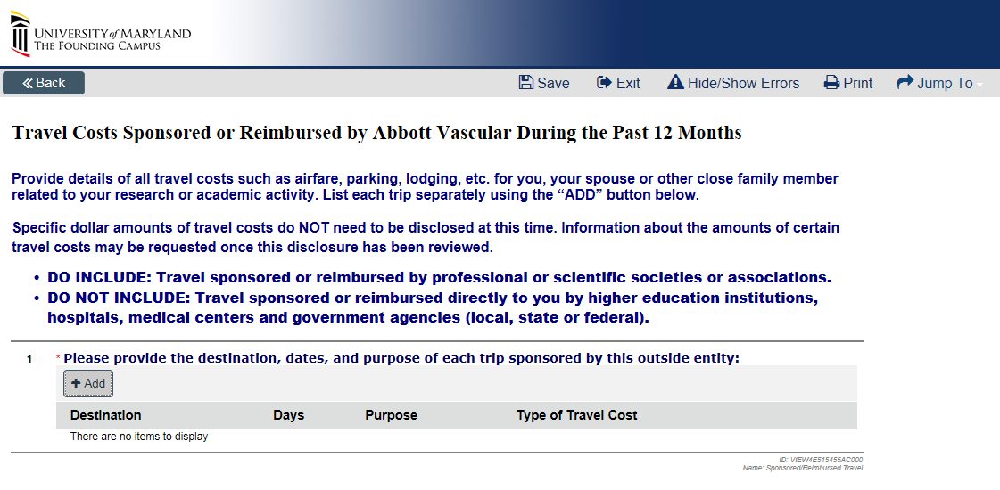 UNIVERSITY of MARYLAND
THE FOUNDING CAMPUS
Back
Save
Exit
Hide/Show Errors
Print
Jump To
Travel Costs Sponsored or Reimbursed by Abbott Vascular During the Past 12 Months
Provide details of all travel costs such as airfare, parking, lodging, etc. for you, your spouse or other close family member
related to your research or academic activity. List each trip separately using the “ADD” button below.
Specific dollar amounts of travel costs do NOT need to be disclosed at this time. Information about the amounts of certain
travel costs may be requested once this disclosure has been reviewed.
• DO INCLUDE: Travel sponsored or reimbursed by professional or scientific societies or associations.
• DO NOT INCLUDE: Travel sponsored or reimbursed directly to you by higher education institutions,
hospitals, medical centers and government agencies (local, state or federal).
1 * Please provide the destination, dates, and purpose of each trip sponsored by this outside entity:
+ Add
Destination Days Purpose Type of Travel Cost
There are no items to display
ID: VIEW4E515455AC000
Name: Sponsored/Reimbursed Travel